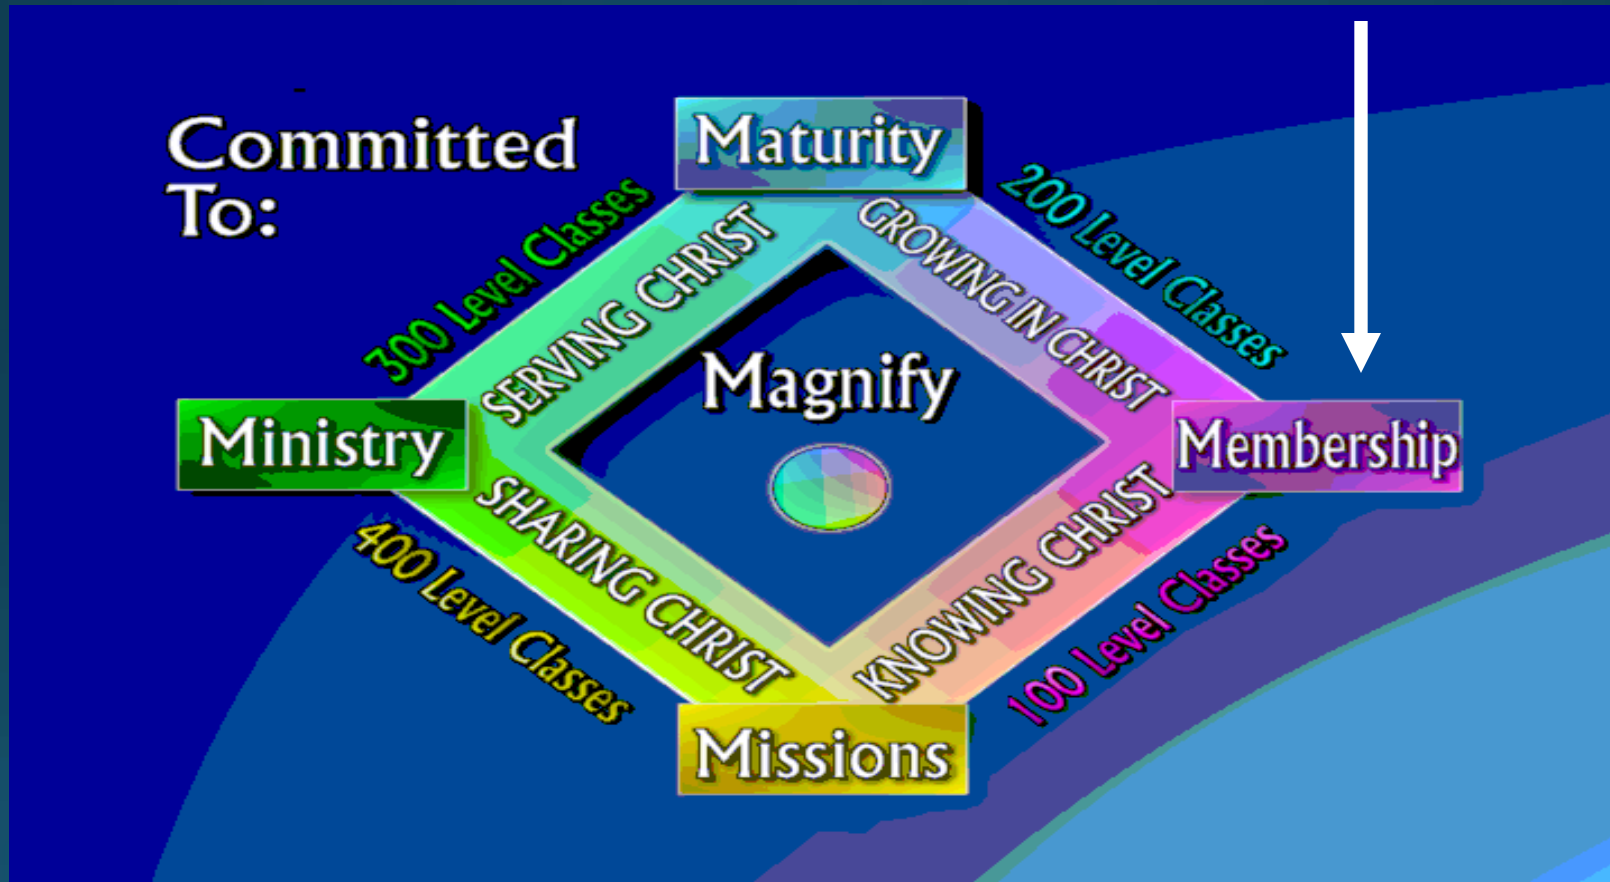 Committed
To:
Maturity
300 Level Classes
SERVING CHRIST
GROWING IN CHRIST
200 Level Classes
Magnify
Ministry
Membership
SHARING CHRIST
KNOWING CHRIST
400 Level Classes
100 Level Classes
Missions